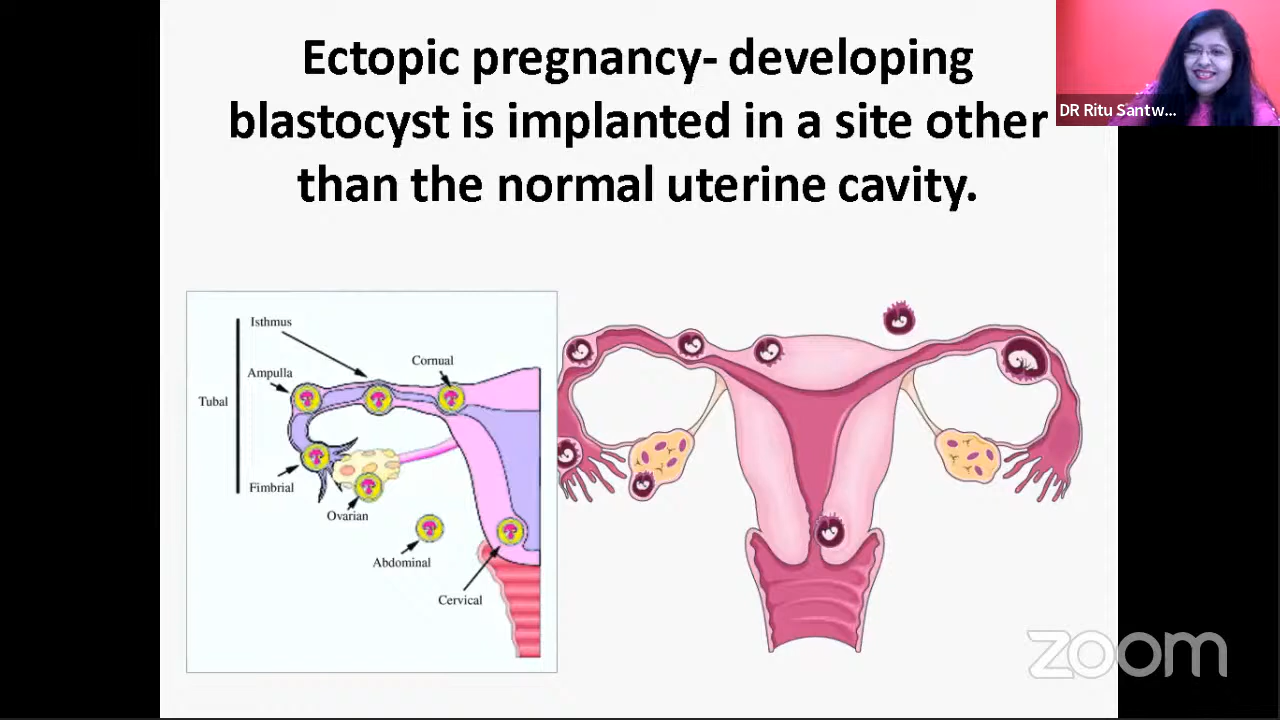 Ectopic pregnancy- developing
blastocyst is implanted in a site other
than the normal uterine cavity.
DR Ritu Santw...
Isthmus
Cornual
Ampulla
Tubal
Fimbrial
Ovarian
Abdominal
Cervical
zoom